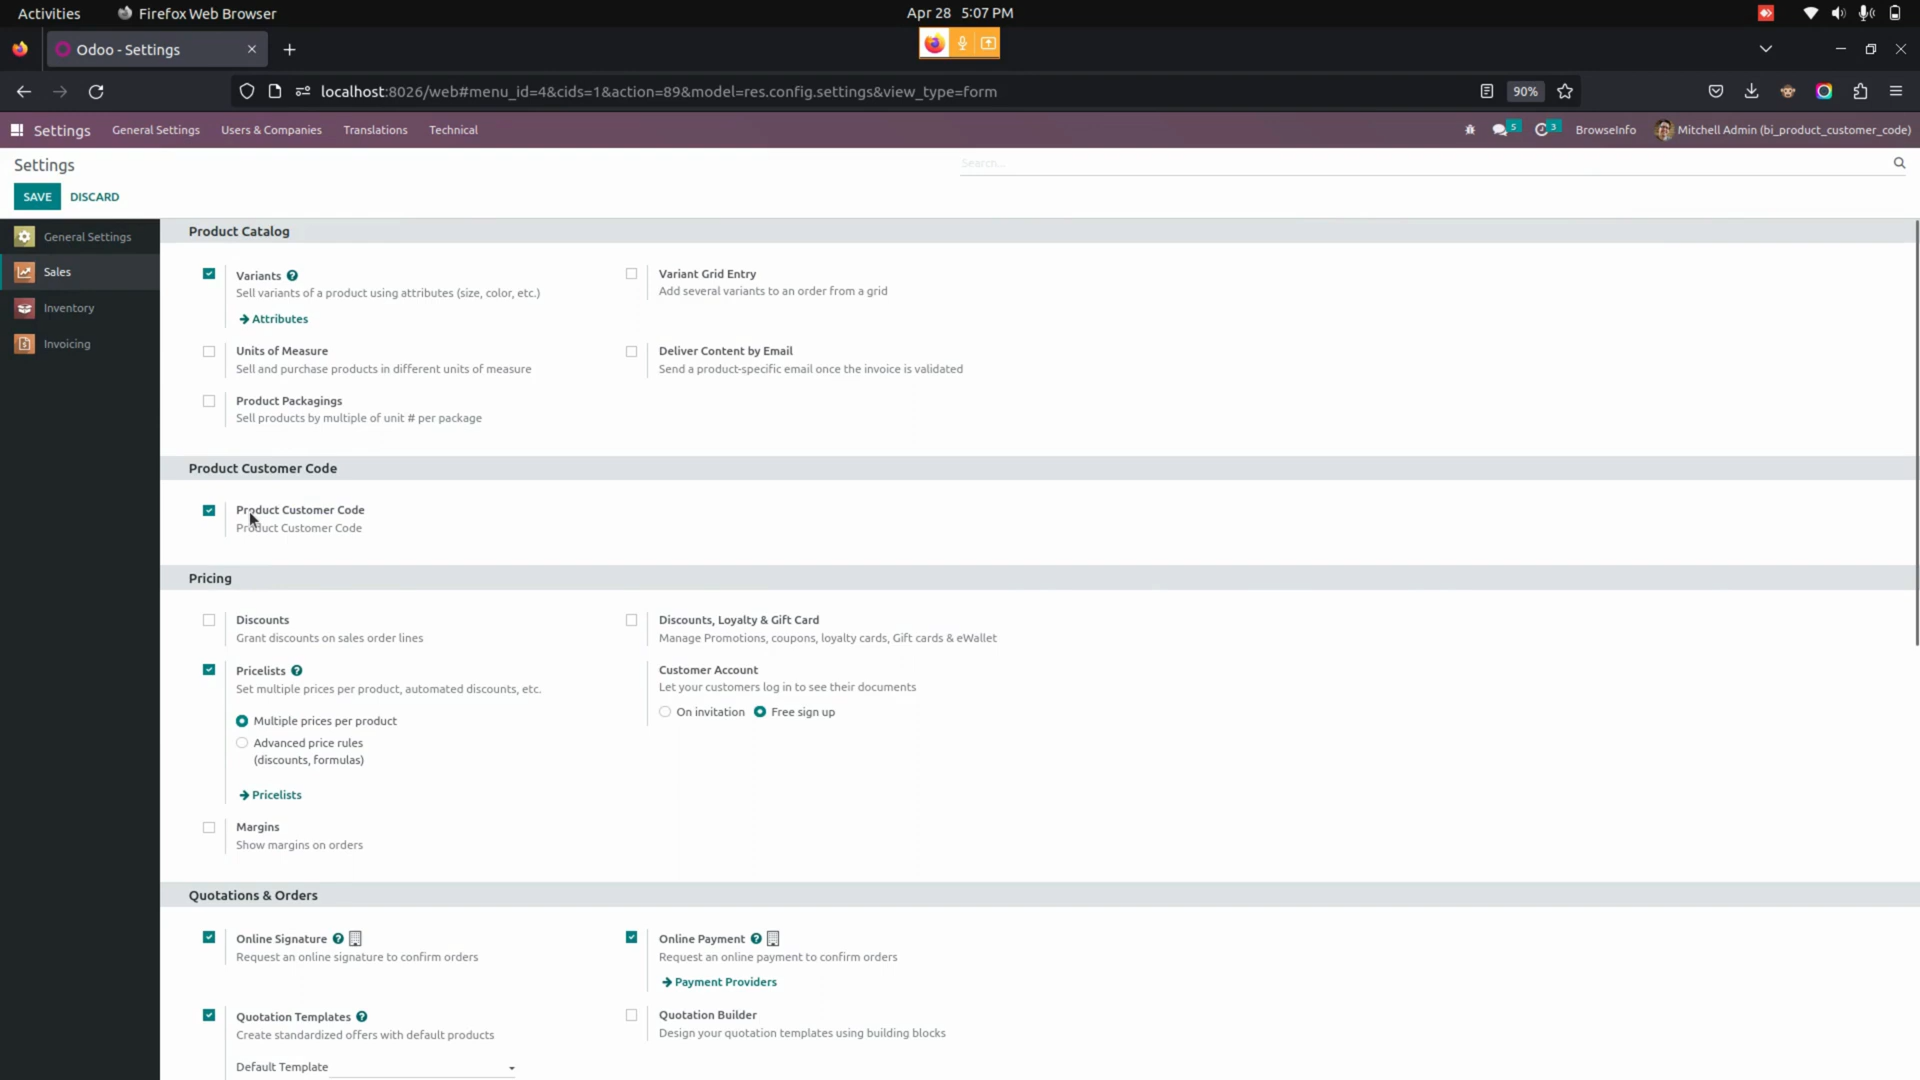 Activities Firefox Web Browser Apr 28 5:07 PM
Odoo - Settings
localhost:8026/web#menu_id=4&cids=1&action=89&model=res.config.settings&view_type=form 90%
Settings General Settings Users & Companies Translations Technical 5 3 BrowseInfo Mitchell Admin (bi_product_customer_code)
Settings Search...
SAVE DISCARD
General Settings
Sales
Inventory
Invoicing
Product Catalog
Variants
Sell variants of a product using attributes (size, color, etc.)
Attributes
Variant Grid Entry
Add several variants to an order from a grid
Units of Measure
Sell and purchase products in different units of measure
Deliver Content by Email
Send a product-specific email once the invoice is validated
Product Packagings
Sell products by multiple of unit # per package
Product Customer Code
Product Customer Code
Product Customer Code
Pricing
Discounts
Grant discounts on sales order lines
Discounts, Loyalty & Gift Card
Manage Promotions, coupons, loyalty cards, Gift cards & eWallet
Pricelists
Set multiple prices per product, automated discounts, etc.
Multiple prices per product
Advanced price rules
(discounts, formulas)
Pricelists
Customer Account
Let your customers log in to see their documents
On invitation Free sign up
Margins
Show margins on orders
Quotations & Orders
Online Signature
Request an online signature to confirm orders
Online Payment
Request an online payment to confirm orders
Payment Providers
Quotation Templates
Create standardized offers with default products
Default Template
Quotation Builder
Design your quotation templates using building blocks